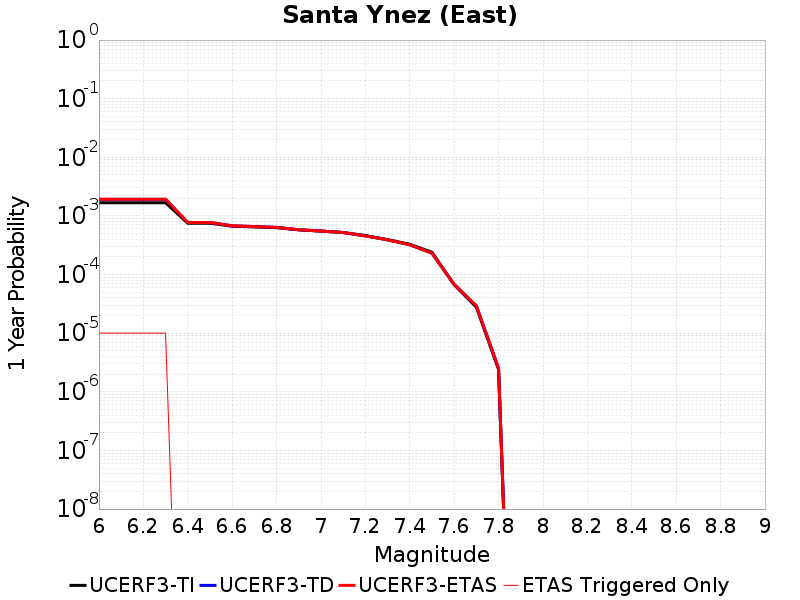 Santa Ynez (East)
10^0
10^-1
10^-2
10^-3
10^-4
10^-5
10^-6
10^-7
10^-8
1 Year Probability
6 6.2 6.4 6.6 6.8 7 7.2 7.4 7.6 7.8 8 8.2 8.4 8.6 8.8 9
Magnitude
UCERF3-TI UCERF3-TD UCERF3-ETAS ETAS Triggered Only